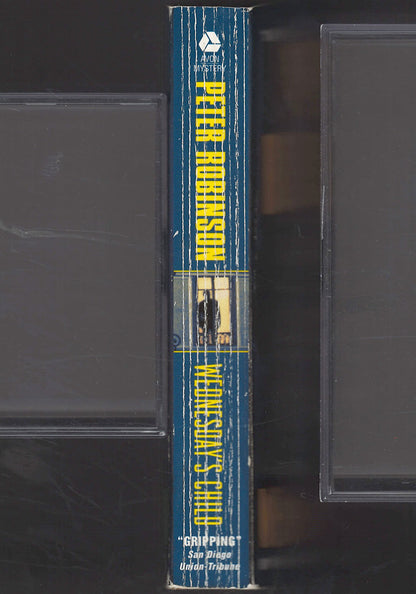 AVON
MYSTERY
PETER ROBINSON
WEDNESDAY'S CHILD
"GRIPPING"
San Diego
Union-Tribune